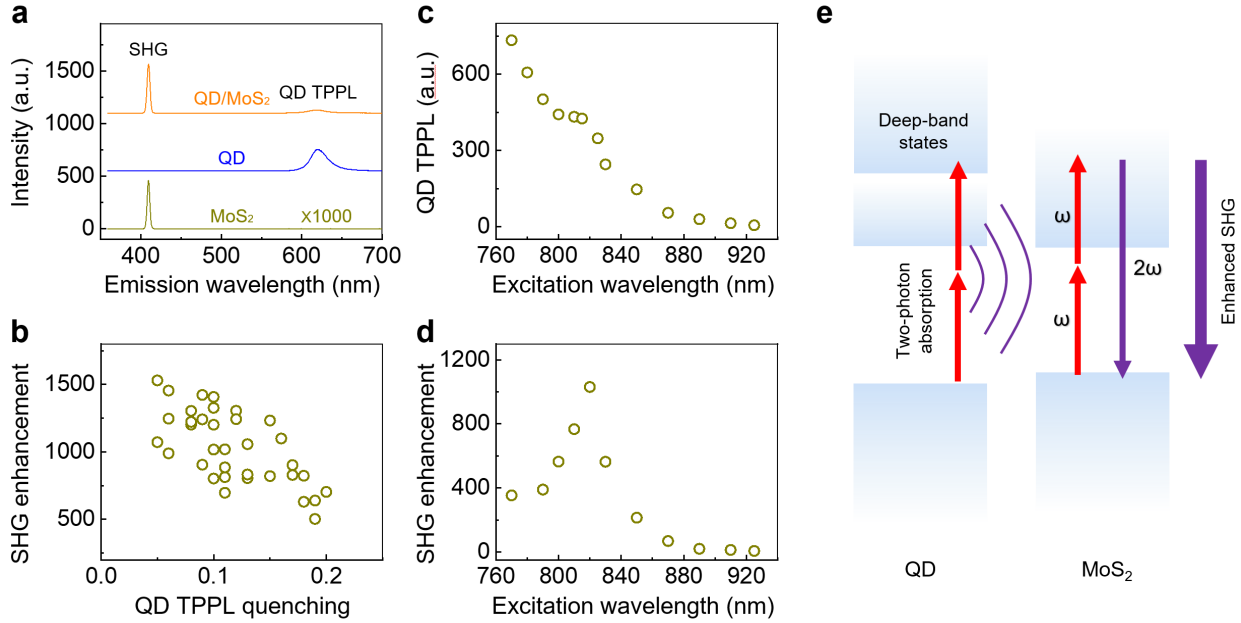 a
Intensity (a.u.)
1500
1000
500
0
SHG
QD/MoS₂
QD TPPL
QD
MoS₂
x1000
400
500
600
700
Emission wavelength (nm)
b
SHG enhancement
1500
1000
500
0.0
0.1
0.2
QD TPPL quenching
c
QD TPPL (a.u.)
600
300
0
760
800
840
880
920
Excitation wavelength (nm)
d
SHG enhancement
1200
800
400
0
760
800
840
880
920
Excitation wavelength (nm)
e
Deep-band
states
Two-photon
absorption
ω
ω
2ω
Enhanced SHG
QD
MoS₂